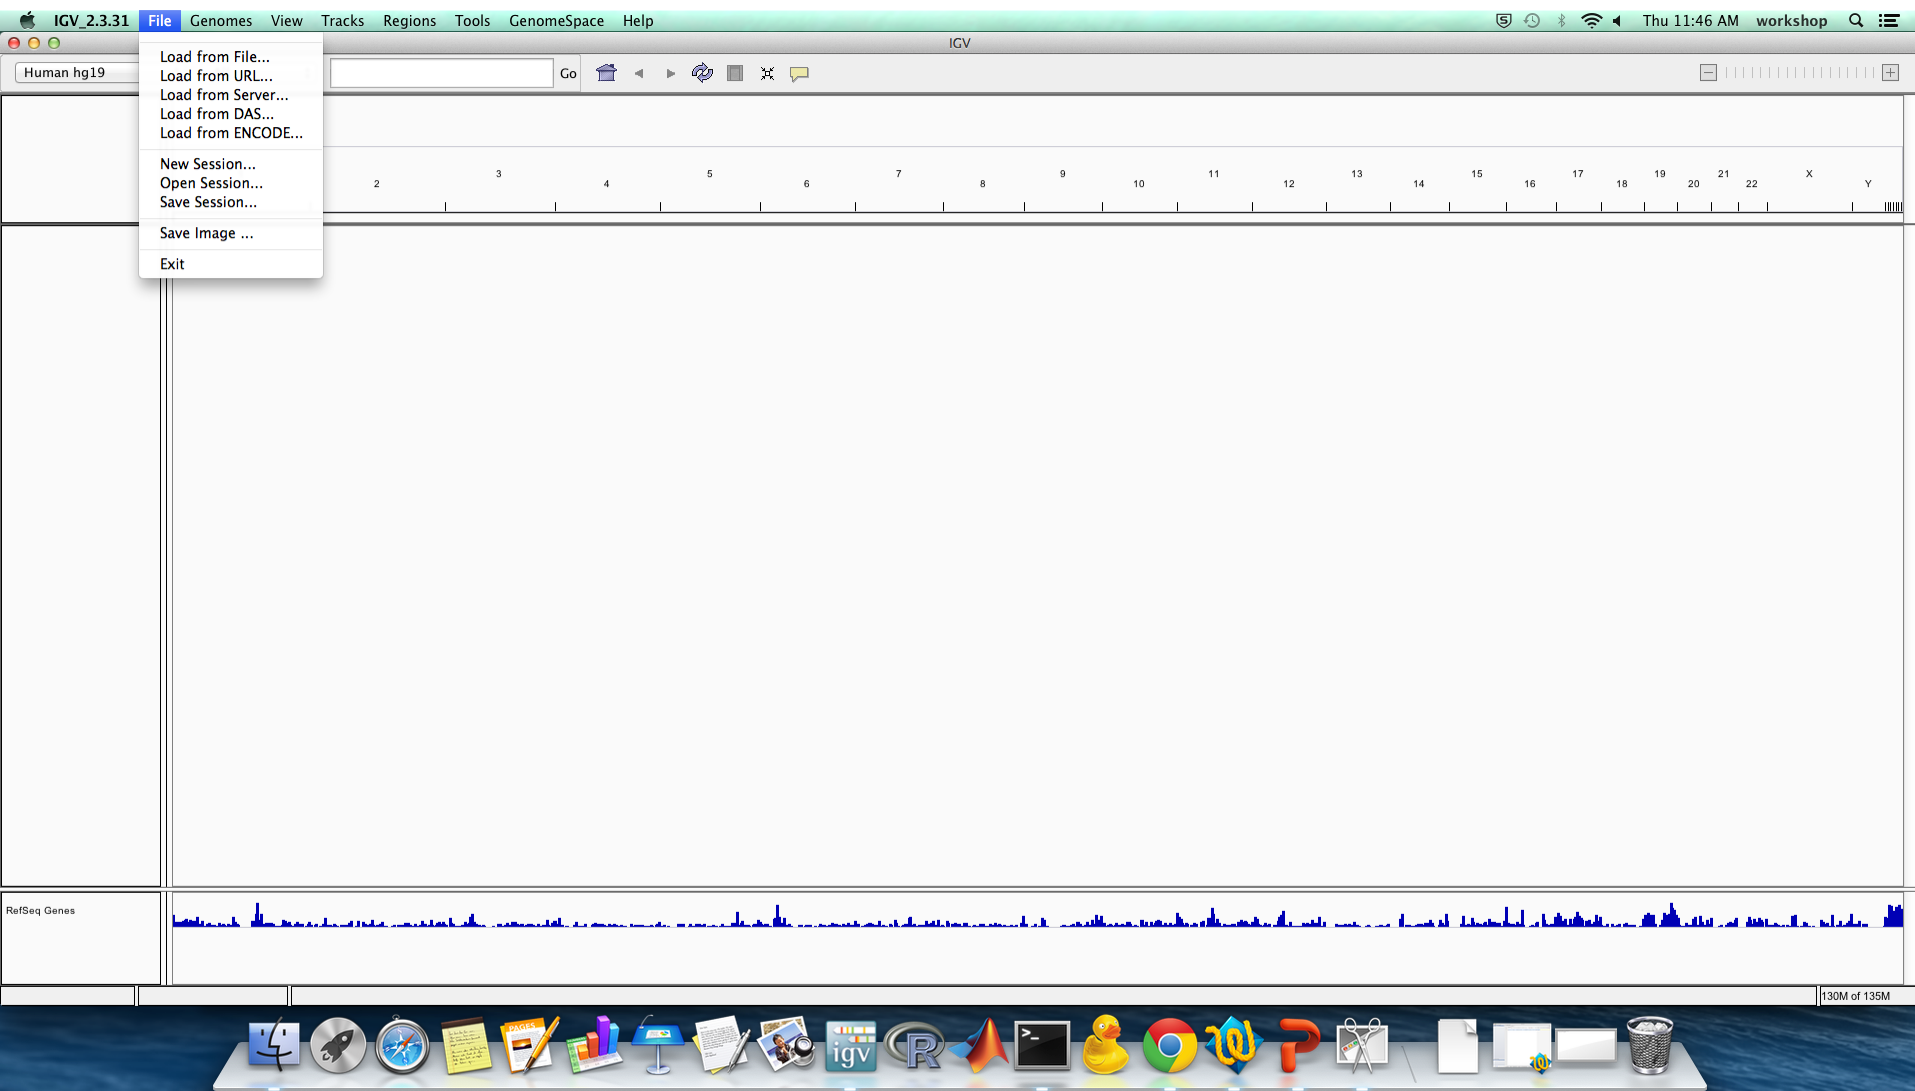 IGV_2.3.31 File Genomes View Tracks Regions Tools GenomeSpace Help Thu 11:46 AM workshop
IGV
Human hg19 Go
Load from File...
Load from URL...
Load from Server...
Load from DAS...
Load from ENCODE...
New Session...
Open Session...
Save Session...
Save Image ...
Exit
2 3 4 5 6 7 8 9 10 11 12 13 14 15 16 17 18 19 20 21 22 X Y
RefSeq Genes
130M of 135M
PAGES
igv
R
>_